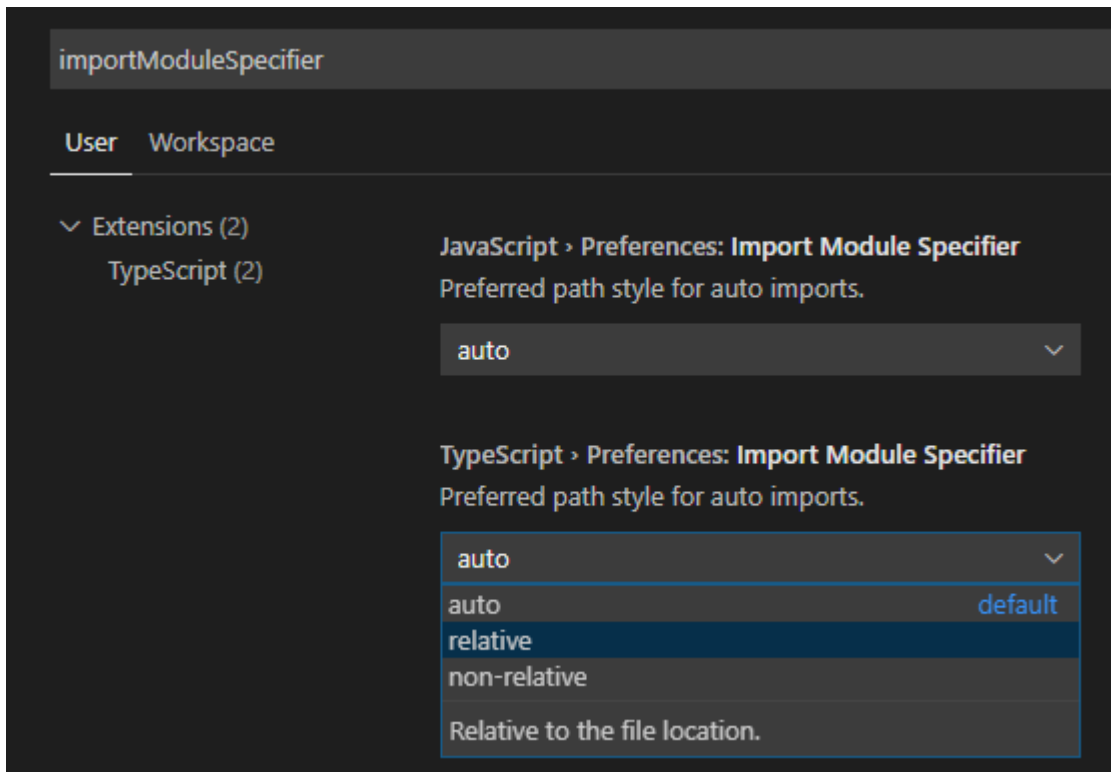 importModuleSpecifier
User Workspace
Extensions (2)
TypeScript (2)
JavaScript › Preferences: Import Module Specifier
Preferred path style for auto imports.
auto
TypeScript › Preferences: Import Module Specifier
Preferred path style for auto imports.
auto
auto default
relative
non-relative
Relative to the file location.